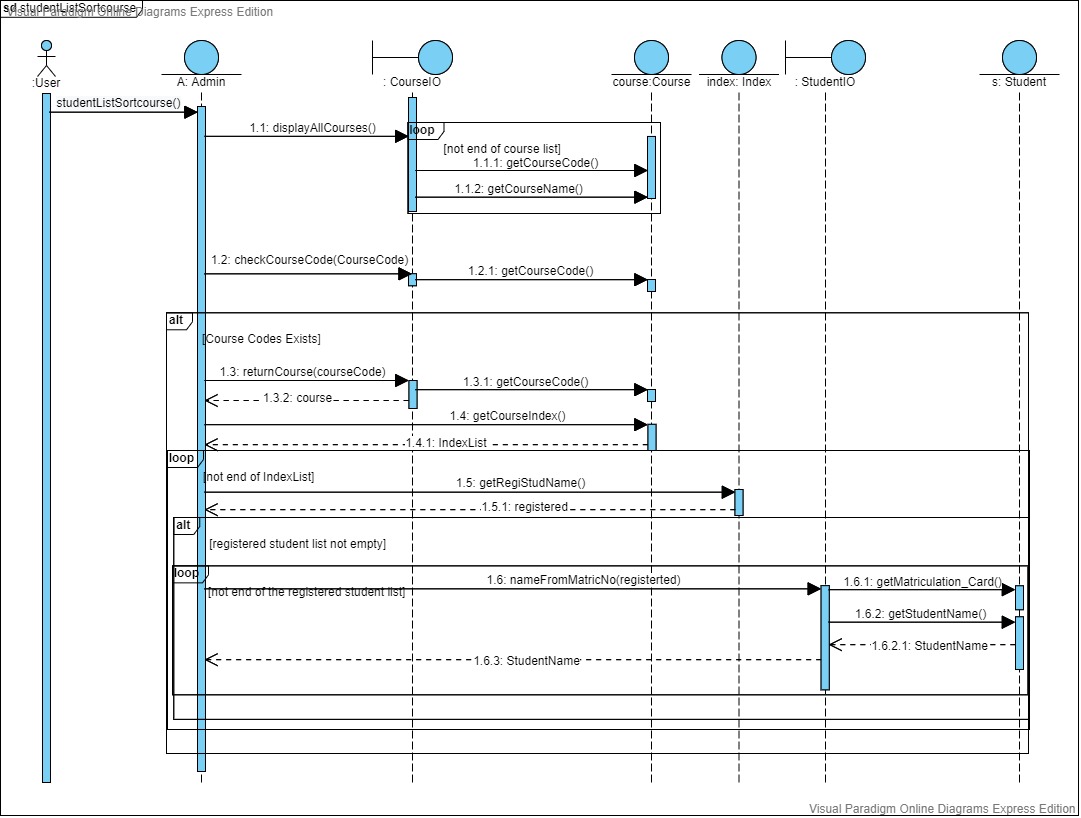 sd studentListSortcourse
Visual Paradigm Online Diagrams Express Edition
:User
A: Admin
: CourseIO
course:Course
index: Index
: StudentIO
s: Student
studentListSortcourse()
1.1: displayAllCourses()
loop
[not end of course list]
1.1.1: getCourseCode()
1.1.2: getCourseName()
1.2: checkCourseCode(CourseCode)
1.2.1: getCourseCode()
alt
[Course Codes Exists]
1.3: returnCourse(courseCode)
1.3.1: getCourseCode()
1.3.2: course
1.4: getCourseIndex()
1.4.1: IndexList
loop
[not end of IndexList]
1.5: getRegiStudName()
1.5.1: registered
alt
[registered student list not empty]
loop
1.6: nameFromMatricNo(registerted)
1.6.1: getMatriculation_Card()
[not end of the registered student list]
1.6.2: getStudentName()
1.6.2.1: StudentName
1.6.3: StudentName
Visual Paradigm Online Diagrams Express Edition